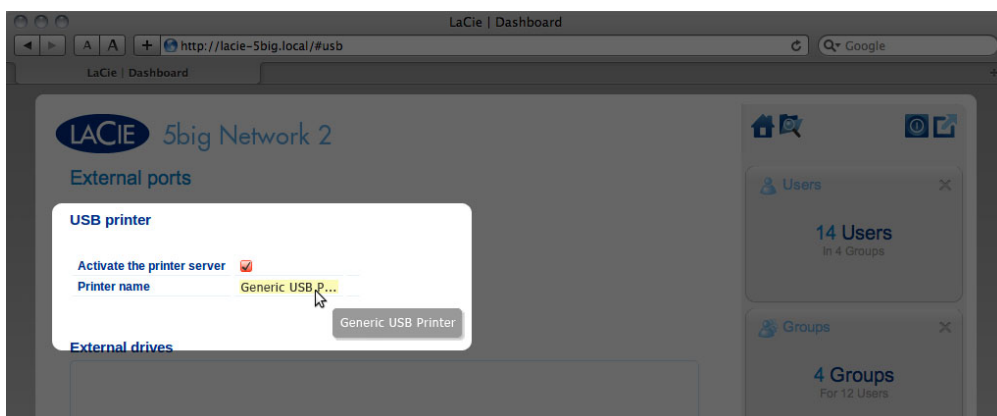 LaCie | Dashboard
A A + http://lacie-5big.local/#usb Google
LaCie | Dashboard +
LACIE 5big Network 2
External ports
USB printer
Activate the printer server
Printer name Generic USB P...
Generic USB Printer
External drives
Users
14 Users
In 4 Groups
Groups
4 Groups
For 12 Users